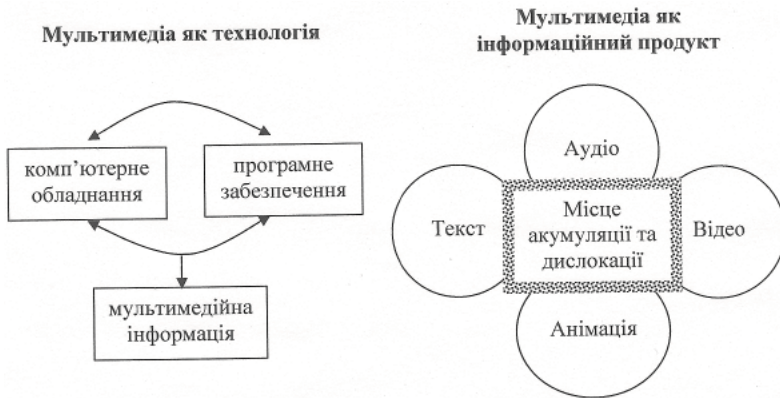 Мультимедіа як технологія
комп’ютерне
обладнання
програмне
забезпечення
мультимедійна
інформація
Мультимедіа як
інформаційний продукт
Аудіо
Текст
Місце
акумуляції та
дислокації
Відео
Анімація